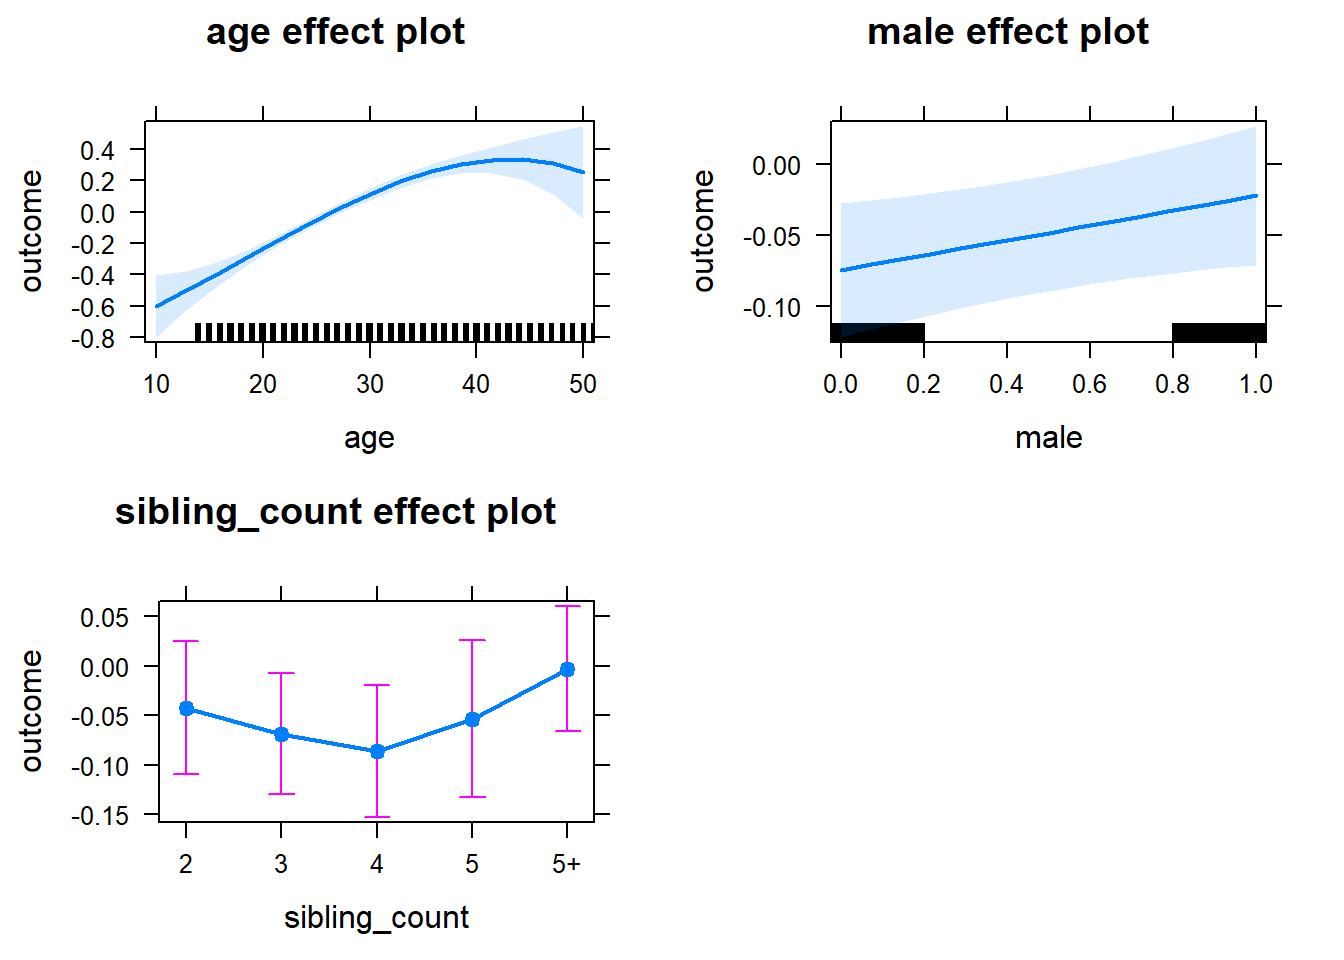 age effect plot
outcome
0.4
0.2
0.0
-0.2
-0.4
-0.6
-0.8
10 20 30 40 50
age
male effect plot
outcome
0.00
-0.05
-0.10
0.0 0.2 0.4 0.6 0.8 1.0
male
sibling_count effect plot
outcome
0.05
0.00
-0.05
-0.10
-0.15
2 3 4 5 5+
sibling_count